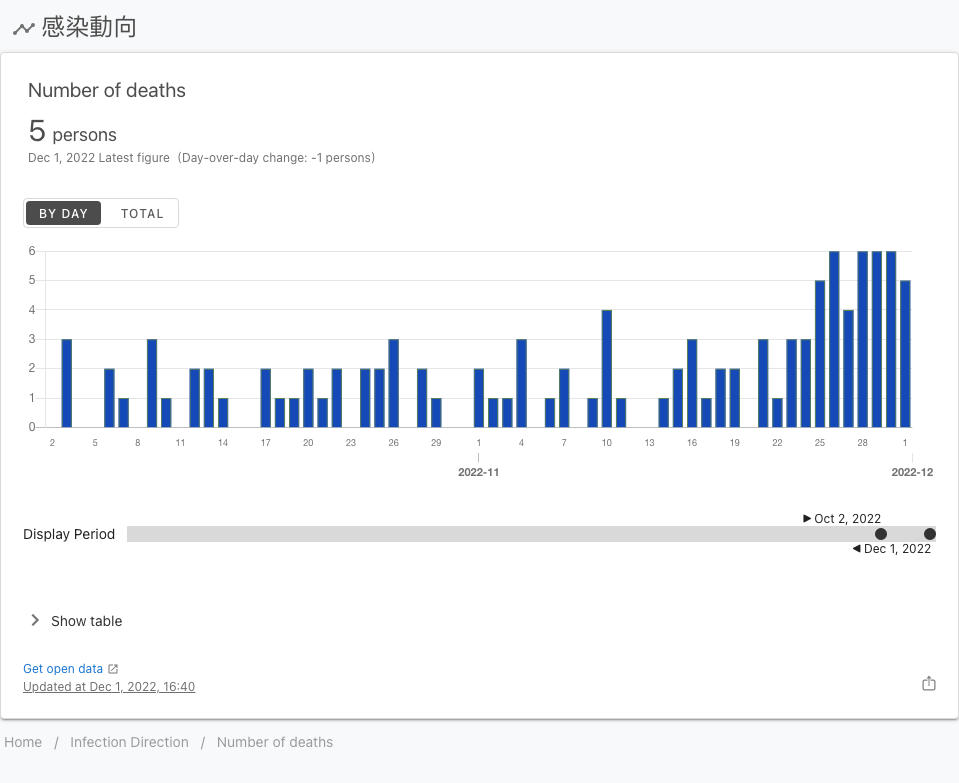 感染動向
Number of deaths
5 persons
Dec 1, 2022 Latest figure (Day-over-day change: -1 persons)
BY DAY TOTAL
6
5
4
3
2
1
0
2 5 8 11 14 17 20 23 26 29 1 4 7 10 13 16 19 22 25 28 1
2022-11 2022-12
Oct 2, 2022
Display Period
Dec 1, 2022
Show table
Get open data
Updated at Dec 1, 2022, 16:40
Home / Infection Direction / Number of deaths